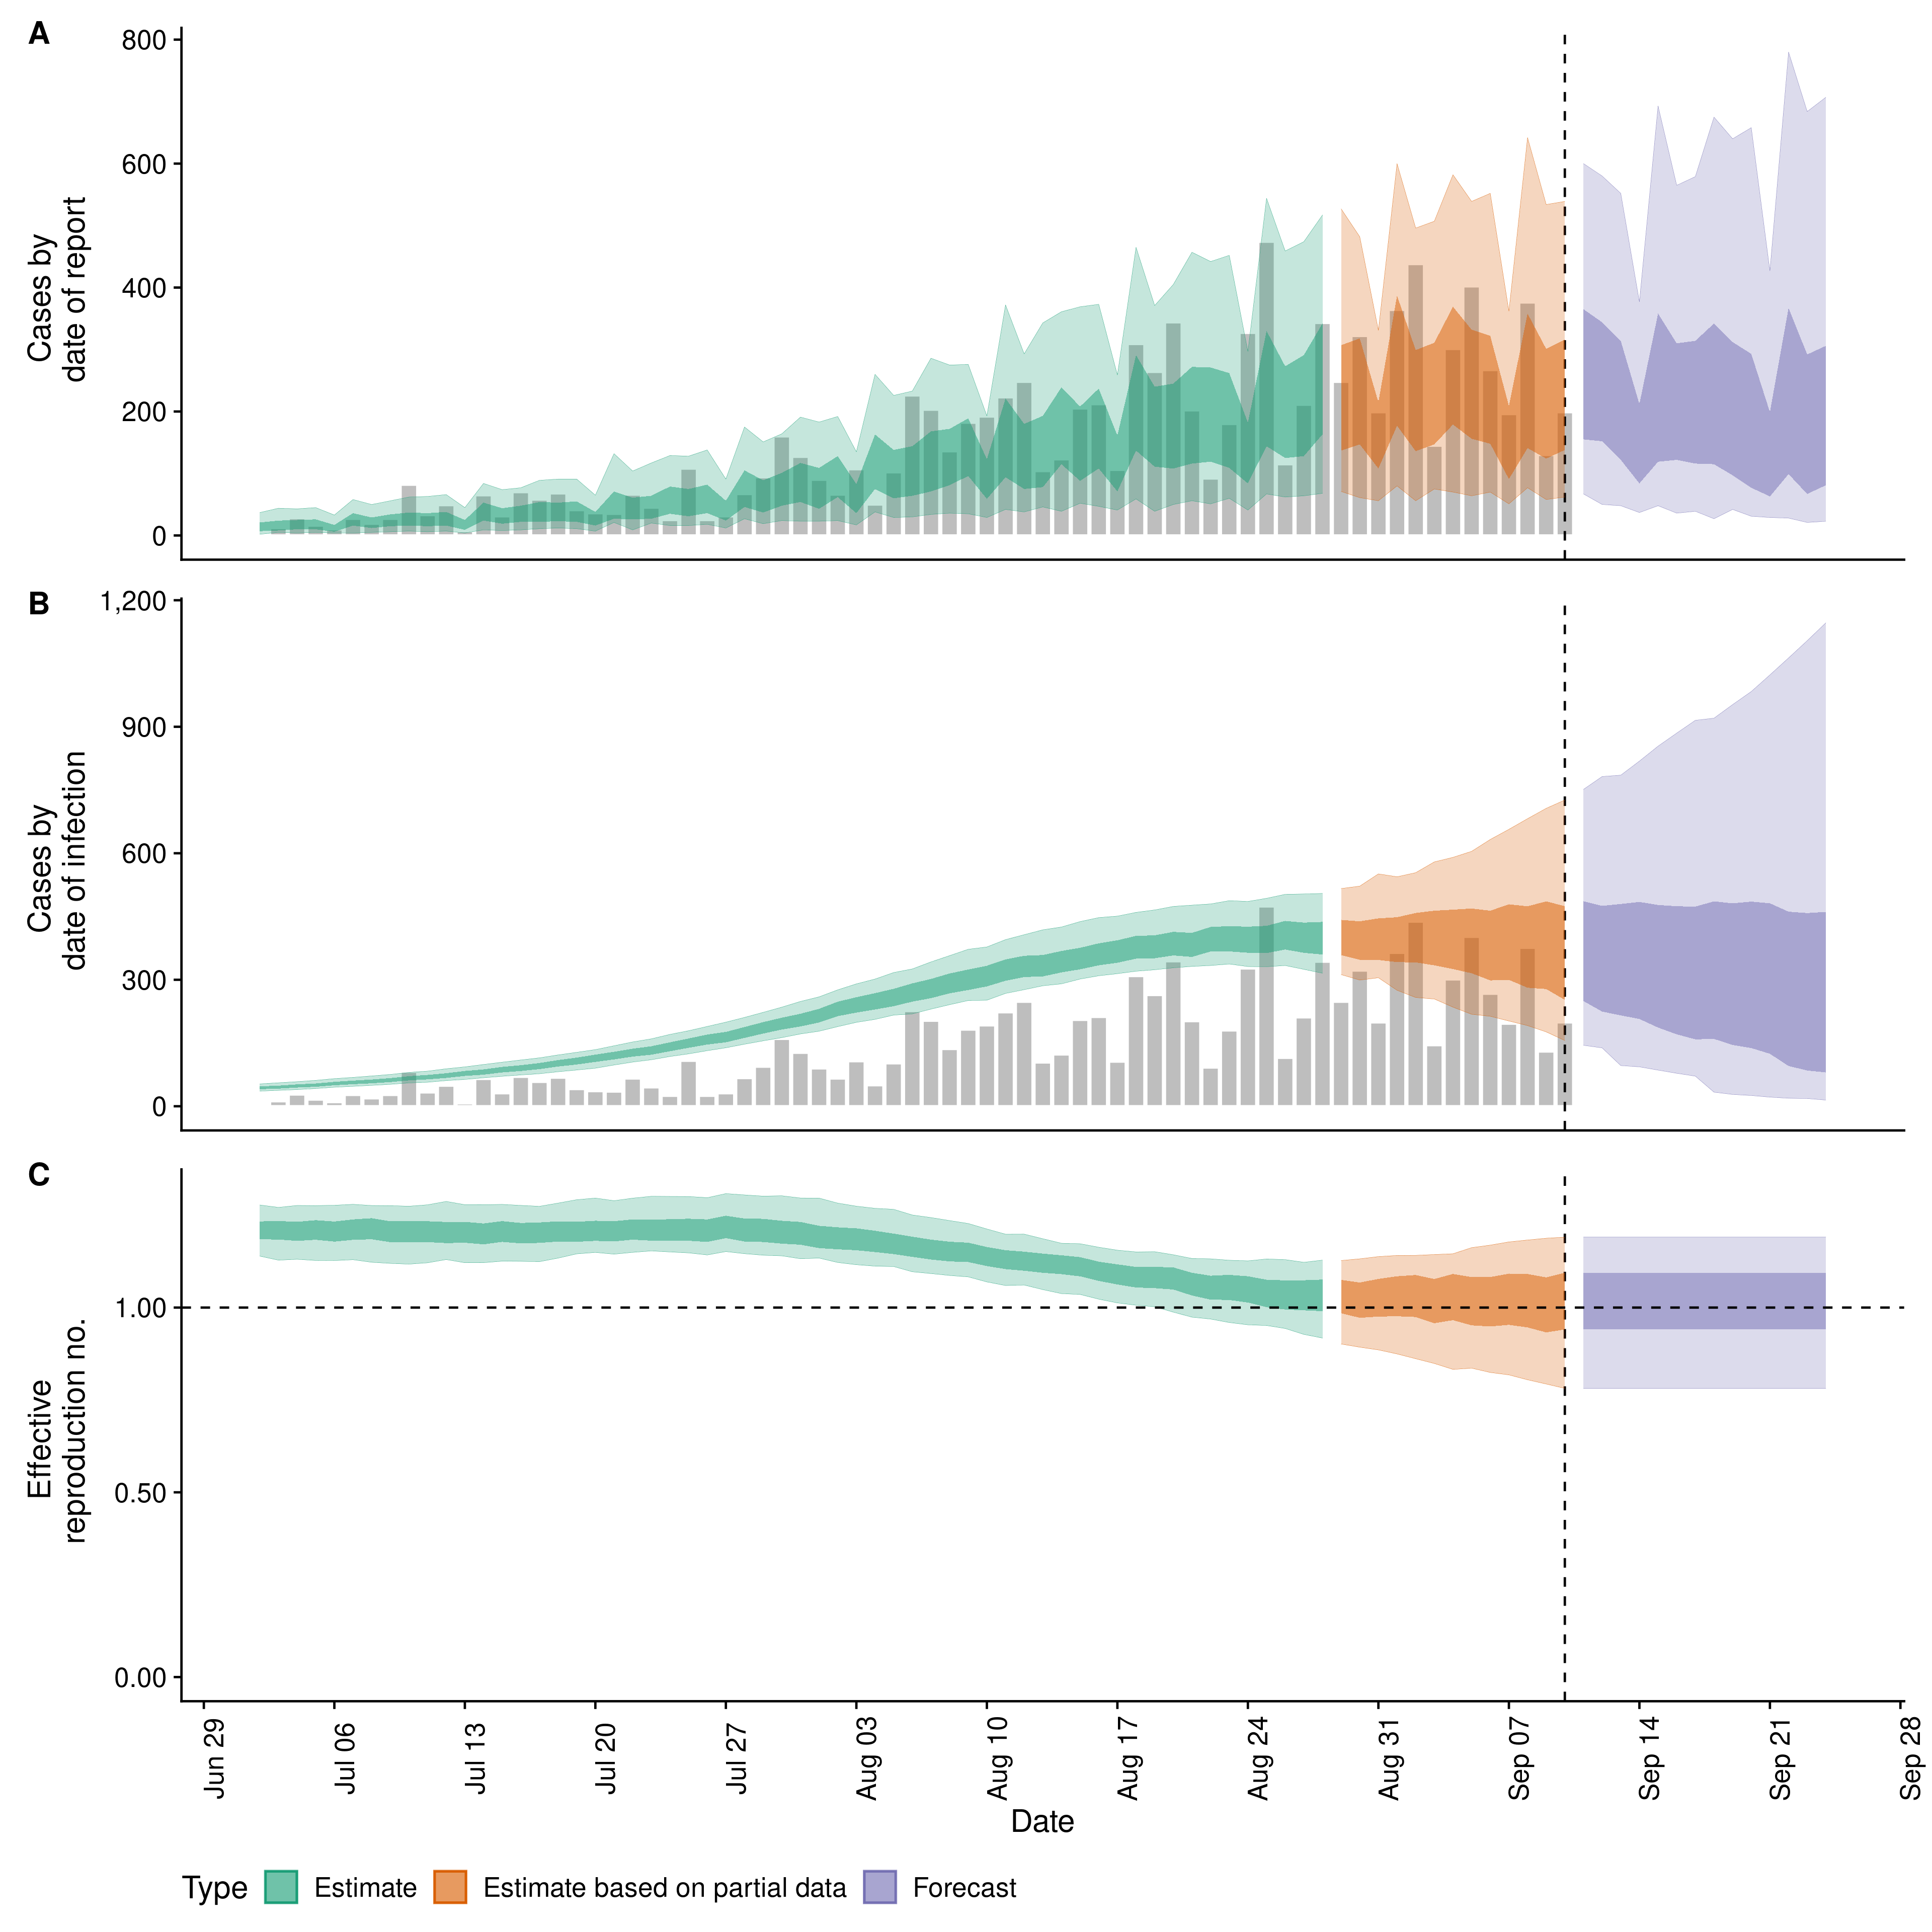 A
800
600
400
200
0
Cases by
date of report
B
1,200
900
600
300
0
Cases by
date of infection
C
1.00
0.50
0.00
Effective
reproduction no.
Jun 29
Jul 06
Jul 13
Jul 20
Jul 27
Aug 03
Aug 10
Aug 17
Aug 24
Aug 31
Sep 07
Sep 14
Sep 21
Sep 28
Date
Type
Estimate
Estimate based on partial data
Forecast